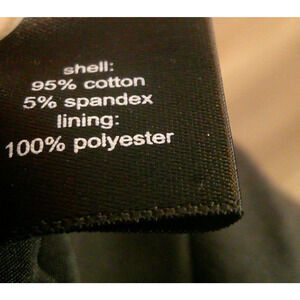 shell:
95% cotton
5% spandex
lining:
100% polyester